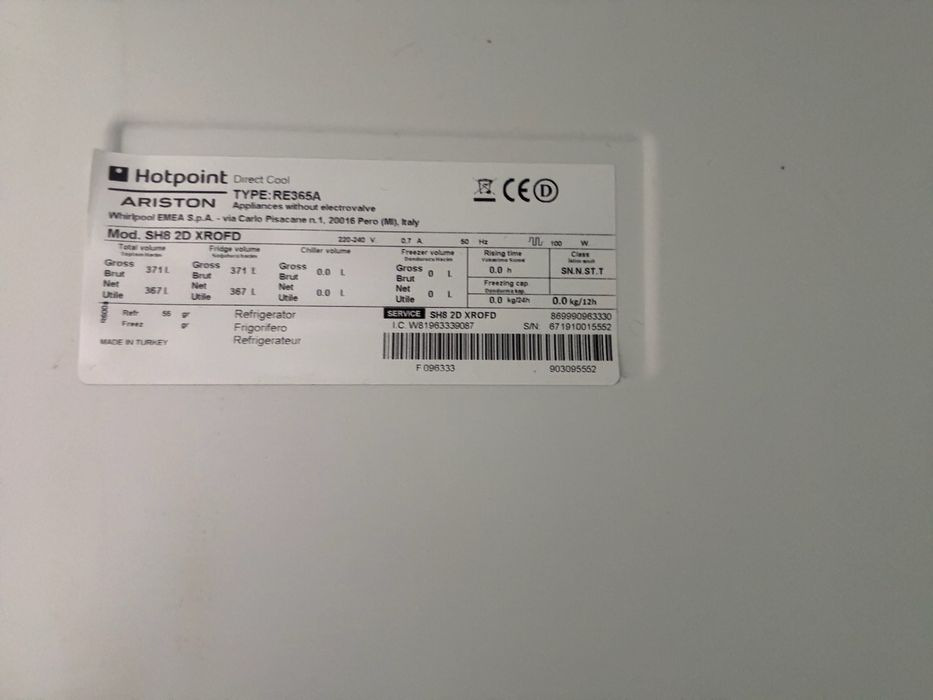 Hotpoint Direct Cool
ARISTON
TYPE: RE365A
Appliances without electrovalve
Whirlpool EMEA S.p.A. - via Carlo Pisacane n.1, 20016 Pero (MI), Italy
Mod. SH8 2D XROFD 220-240 V 0,7 A 50 Hz 100 W
Total volume Fridge volume Chiller volume Freezer volume Rising time Class
Gross Brut 371 L Gross Brut 371 L Gross Brut 0.0 L Gross Brut 0 L 0.0 h SN.N.ST.T
Net Utile 367 L Net Utile 367 L Net Utile 0.0 L Net Utile 0 L Freezing cap. 0.0 kg/24h 0.0 kg/12h
R600a
Refr 56 gr Refrigerator
Freez gr Frigorifero
MADE IN TURKEY Refrigerateur
SERVICE SH8 2D XROFD 869990963330
I.C. W81963339087 S/N: 671910015552
F 096333 903095552